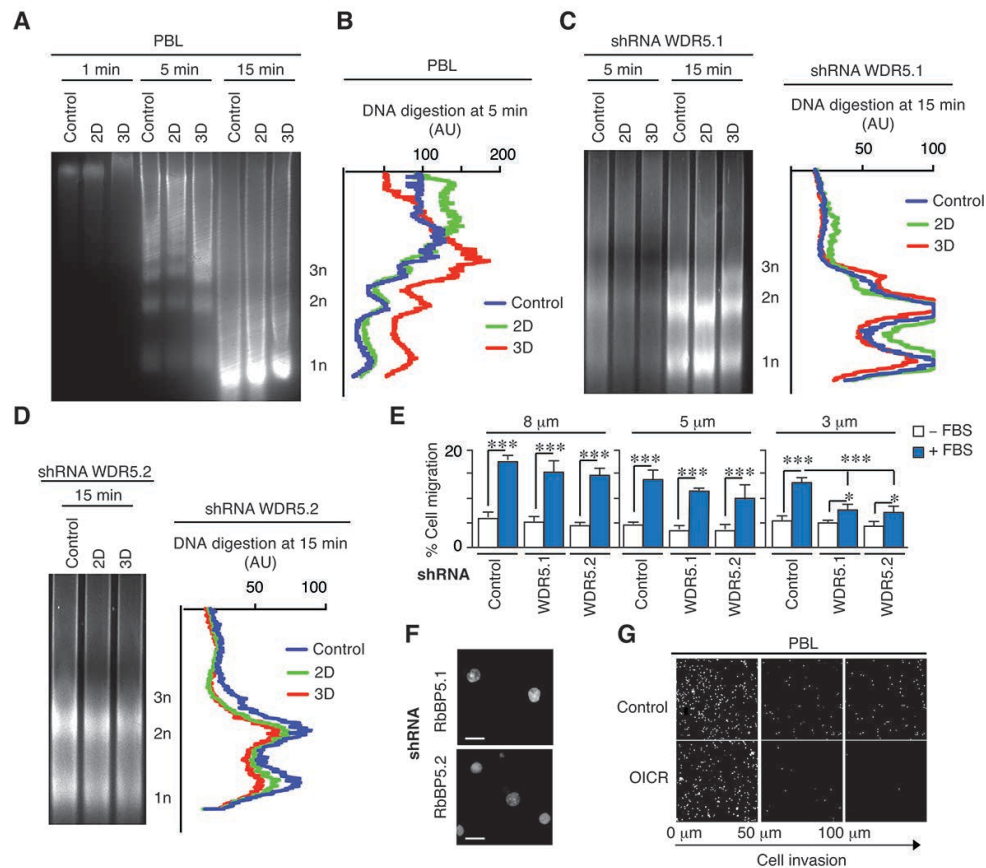 A
PBL
1 min
5 min
15 min
Control
2D
3D
Control
2D
3D
Control
2D
3D
3n
2n
1n
B
PBL
DNA digestion at 5 min
(AU)
100
200
Control
2D
3D
C
shRNA WDR5.1
5 min
15 min
Control
2D
3D
Control
2D
3D
3n
2n
1n
shRNA WDR5.1
DNA digestion at 15 min
(AU)
50
100
Control
2D
3D
D
shRNA WDR5.2
15 min
Control
2D
3D
3n
2n
1n
shRNA WDR5.2
DNA digestion at 15 min
(AU)
50
100
Control
2D
3D
E
8 μm
5 μm
3 μm
– FBS
+ FBS
% Cell migration
20
0
***
***
***
***
***
***
***
***
*
*
shRNA
Control
WDR5.1
WDR5.2
Control
WDR5.1
WDR5.2
Control
WDR5.1
WDR5.2
F
shRNA
RbBP5.1
RbBP5.2
G
PBL
Control
OICR
0 μm
50 μm
100 μm
Cell invasion